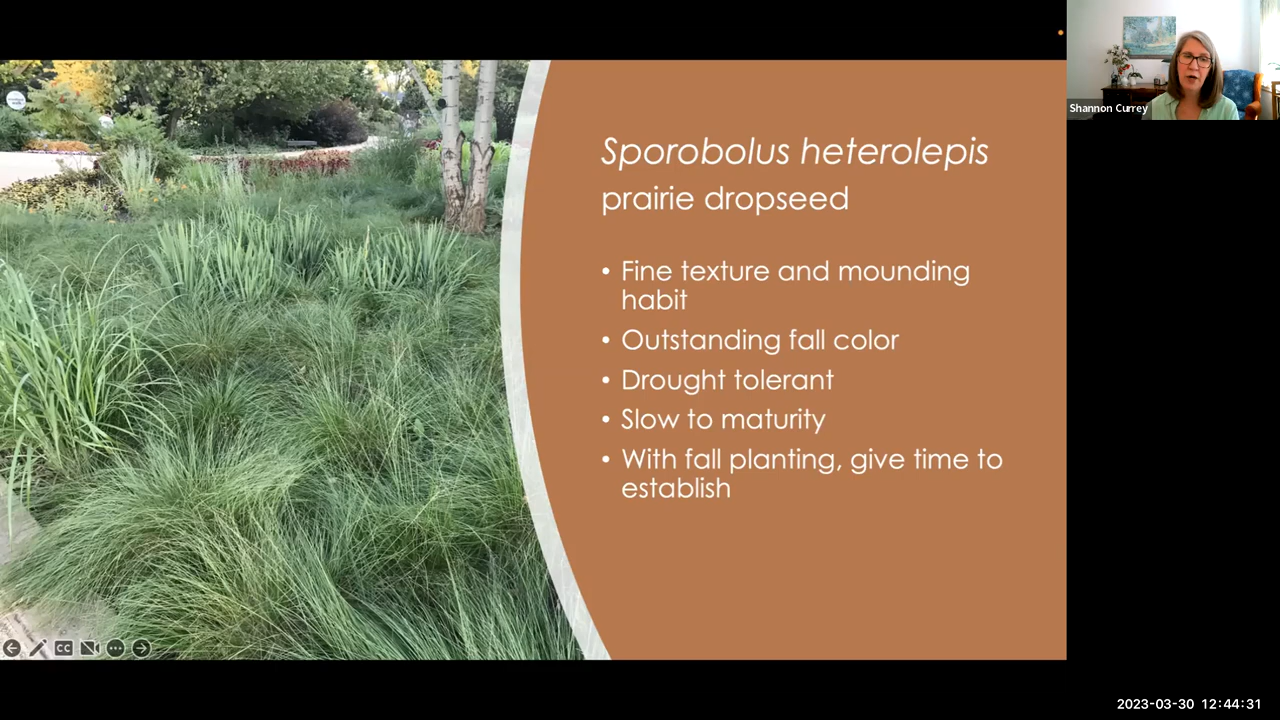 Shannon Currey
Sporobolus heterolepis
prairie dropseed
• Fine texture and mounding
habit
• Outstanding fall color
• Drought tolerant
• Slow to maturity
• With fall planting, give time to
establish
CC
2023-03-30 12:44:31